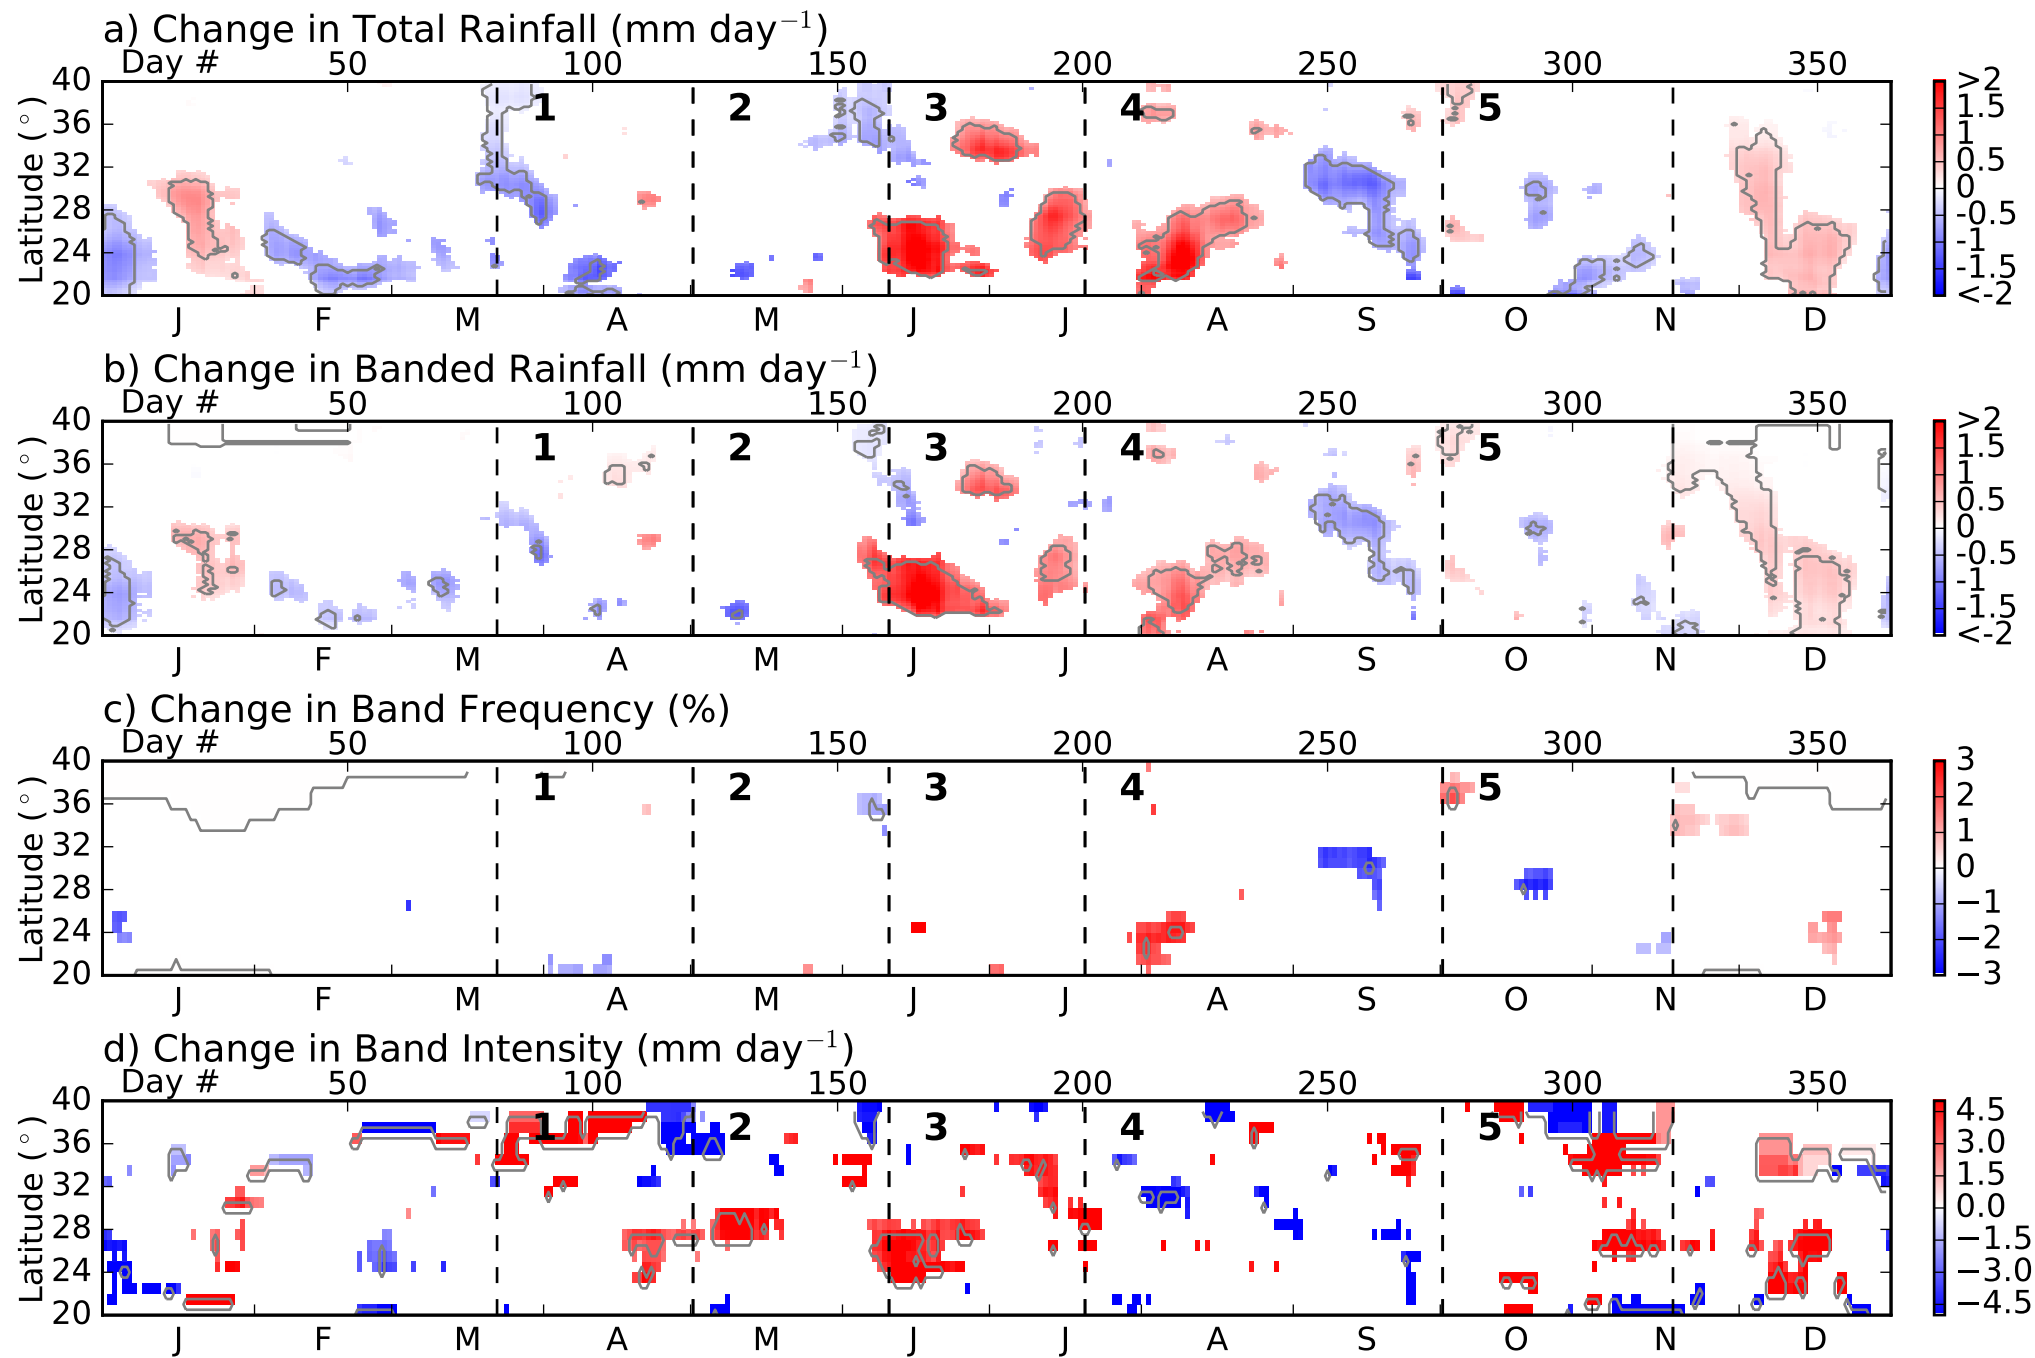 a) Change in Total Rainfall (mm day⁻¹)
Day # 50 100 150 200 250 300 350
40 36 32 28 24 20
Latitude (°)
1 2 3 4 5
>2 1.5 1 0.5 0 -0.5 -1 -1.5 <-2
J F M A M J J A S O N D
b) Change in Banded Rainfall (mm day⁻¹)
Day # 50 100 150 200 250 300 350
40 36 32 28 24 20
Latitude (°)
1 2 3 4 5
>2 1.5 1 0.5 0 -0.5 -1 -1.5 <-2
J F M A M J J A S O N D
c) Change in Band Frequency (%)
Day # 50 100 150 200 250 300 350
40 36 32 28 24 20
Latitude (°)
1 2 3 4 5
3 2 1 0 −1 −2 −3
J F M A M J J A S O N D
d) Change in Band Intensity (mm day⁻¹)
Day # 50 100 150 200 250 300 350
40 36 32 28 24 20
Latitude (°)
1 2 3 4 5
4.5 3.0 1.5 0.0 −1.5 −3.0 −4.5
J F M A M J J A S O N D